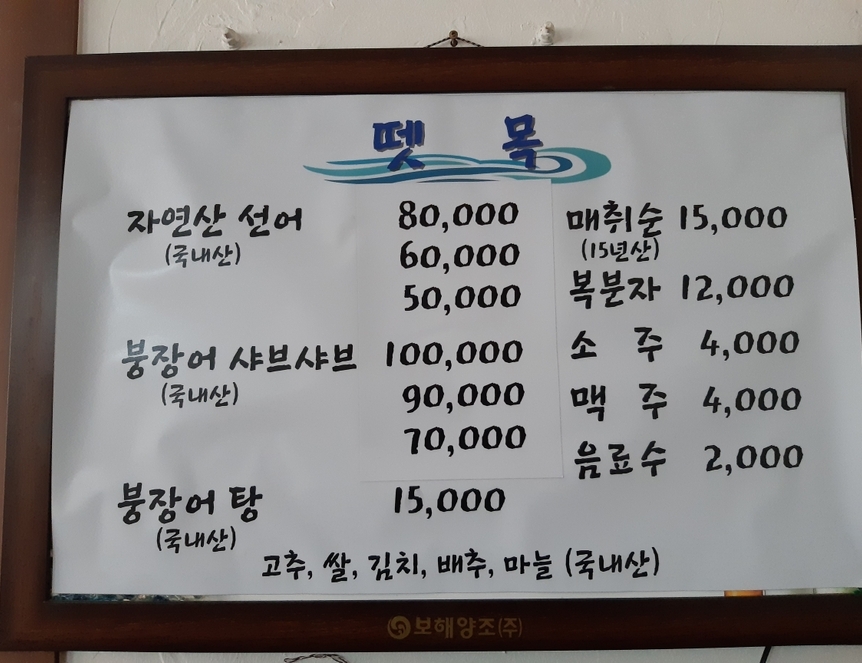 뗏 목
자연산 선어 80,000
(국내산) 60,000
50,000
붕장어 샤브샤브 100,000
(국내산) 90,000
70,000
붕장어 탕 15,000
(국내산)
매취순 15,000
(15년산)
복분자 12,000
소 주 4,000
맥 주 4,000
음료수 2,000
고추, 쌀, 김치, 배추, 마늘 (국내산)
보해양조(주)